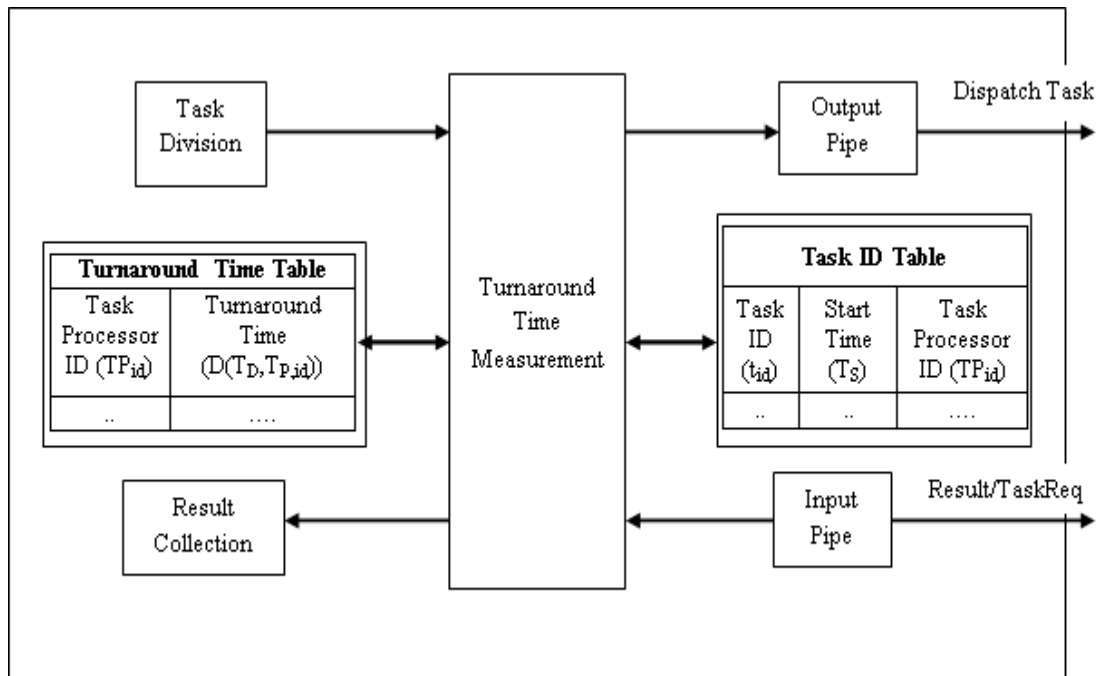 Task
Division
Output
Pipe
Dispatch Task
Turnaround Time Table
Task
Processor
ID (TPid)
Turnaround
Time
(D(TD,TP,id))
..
....
Turnaround
Time
Measurement
Task ID Table
Task
ID
(tid)
Start
Time
(TS)
Task
Processor
ID (TPid)
..
..
....
Result
Collection
Input
Pipe
Result/TaskReq